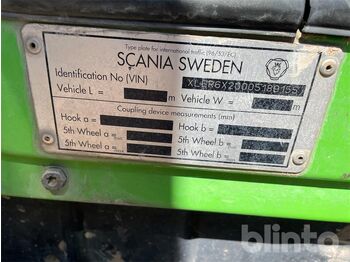 Type plate for international traffic (96/53/EC)
SCANIA SWEDEN
Identification No (VIN)
Vehicle L = m Vehicle W = m
Coupling device measurements (mm)
Hook a = Hook b =
5th Wheel a = 5th Wheel b =
5th Wheel a = 5th Wheel b =
blinto